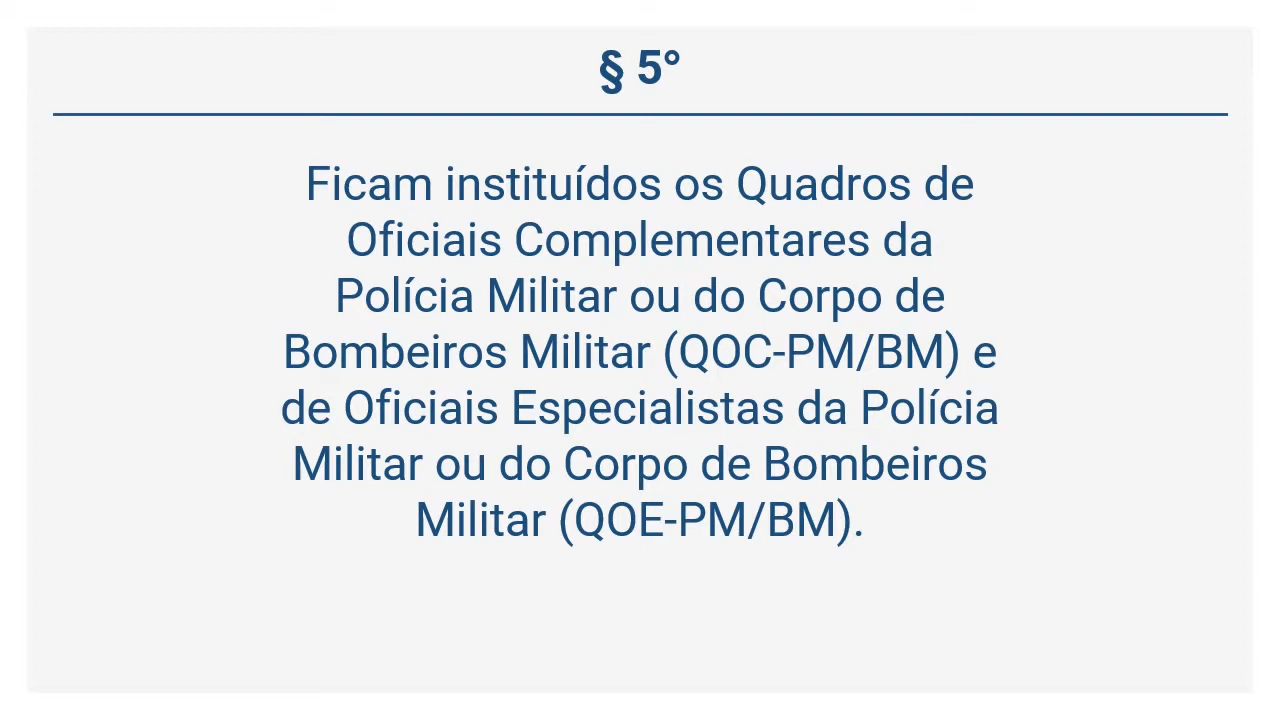 § 5°
Ficam instituídos os Quadros de
Oficiais Complementares da
Polícia Militar ou do Corpo de
Bombeiros Militar (QOC-PM/BM) e
de Oficiais Especialistas da Polícia
Militar ou do Corpo de Bombeiros
Militar (QOE-PM/BM).